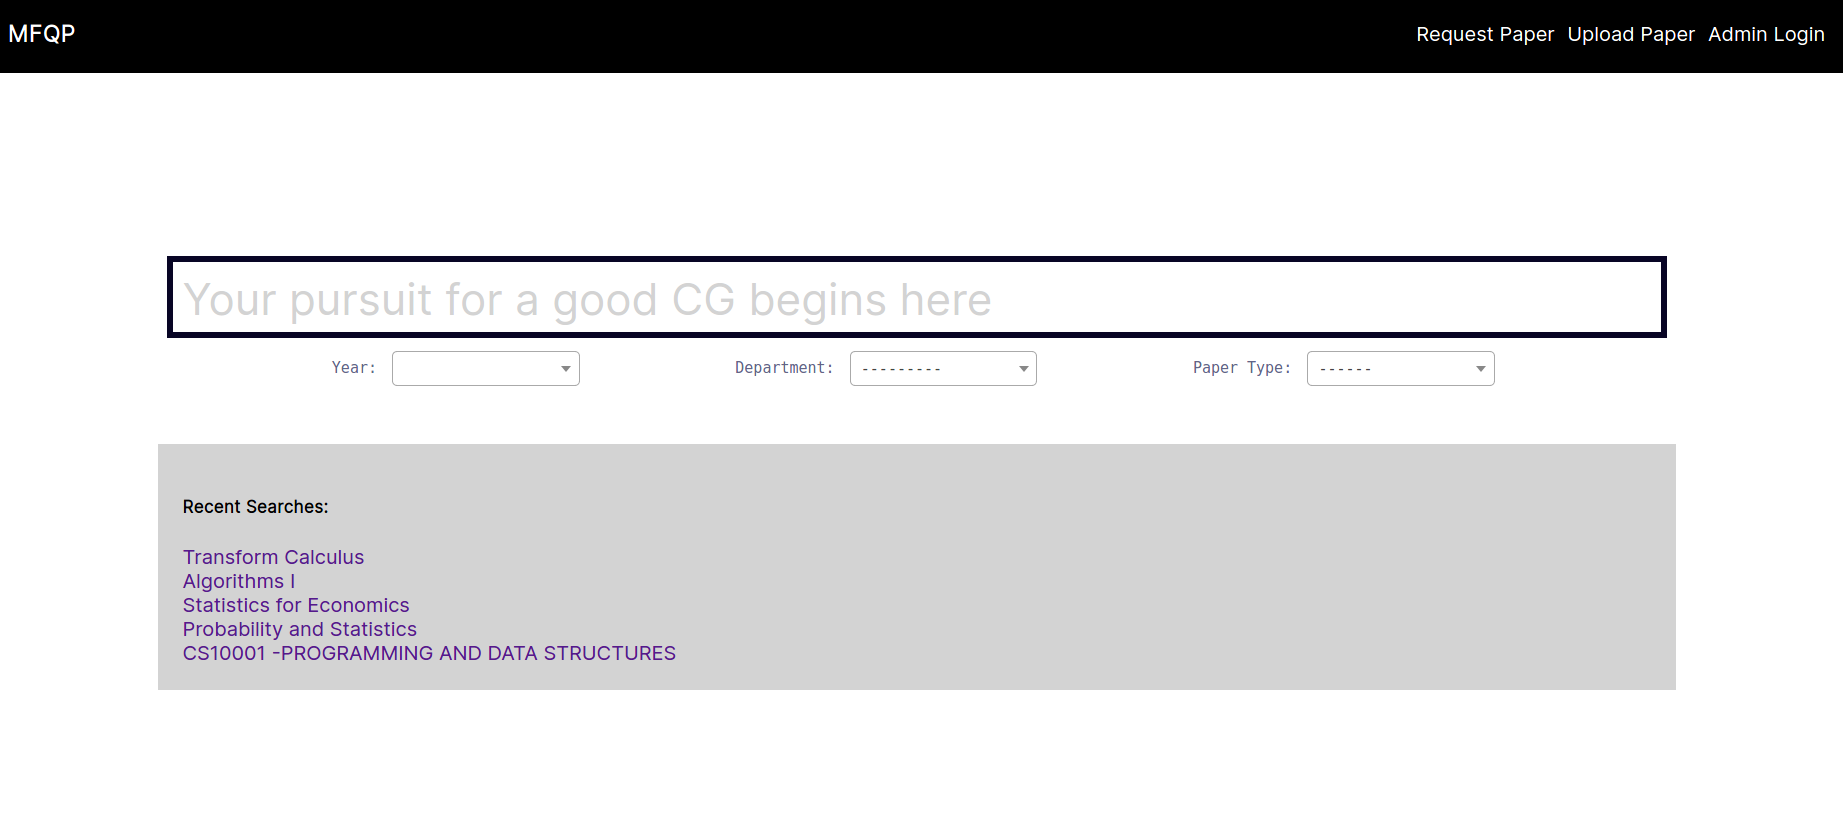 MFQP
Request Paper Upload Paper Admin Login
Your pursuit for a good CG begins here
Year: Department: --------- Paper Type: ------
Recent Searches:
Transform Calculus
Algorithms I
Statistics for Economics
Probability and Statistics
CS10001 -PROGRAMMING AND DATA STRUCTURES